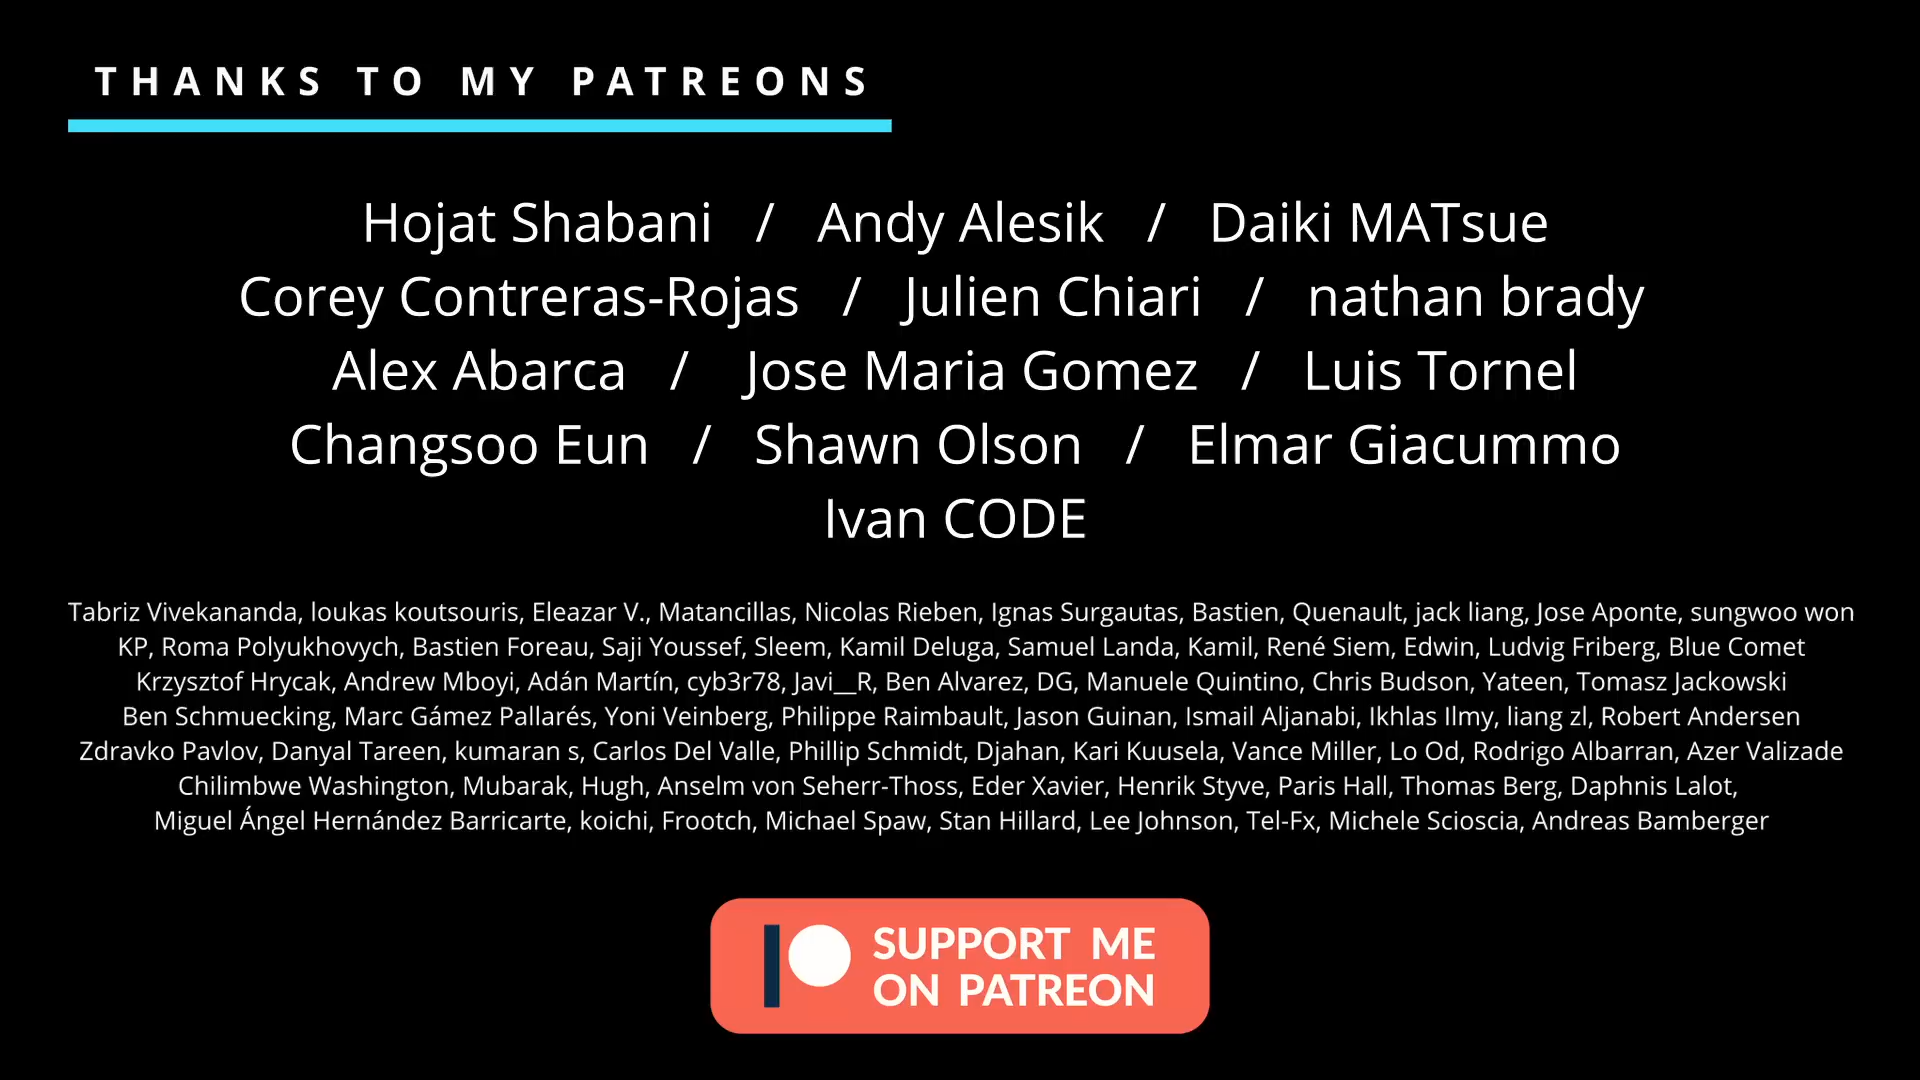 THANKS TO MY PATREONS
Hojat Shabani / Andy Alesik / Daiki MATsue
Corey Contreras-Rojas / Julien Chiari / nathan brady
Alex Abarca / Jose Maria Gomez / Luis Tornel
Changsoo Eun / Shawn Olson / Elmar Giacummo
Ivan CODE
Tabriz Vivekananda, loukas koutsouris, Eleazar V., Matancillas, Nicolas Rieben, Ignas Surgautas, Bastien, Quenault, jack liang, Jose Aponte, sungwoo won
KP, Roma Polyukhovych, Bastien Foreau, Saji Youssef, Sleem, Kamil Deluga, Samuel Landa, Kamil, René Siem, Edwin, Ludvig Friberg, Blue Comet
Krzysztof Hrycak, Andrew Mboyi, Adán Martín, cyb3r78, Javi__R, Ben Alvarez, DG, Manuele Quintino, Chris Budson, Yateen, Tomasz Jackowski
Ben Schmuecking, Marc Gámez Pallarés, Yoni Veinberg, Philippe Raimbault, Jason Guinan, Ismail Aljanabi, Ikhlas Ilmy, liang zl, Robert Andersen
Zdravko Pavlov, Danyal Tareen, kumaran s, Carlos Del Valle, Phillip Schmidt, Djahan, Kari Kuusela, Vance Miller, Lo Od, Rodrigo Albarran, Azer Valizade
Chilimbwe Washington, Mubarak, Hugh, Anselm von Seherr-Thoss, Eder Xavier, Henrik Styve, Paris Hall, Thomas Berg, Daphnis Lalot,
Miguel Ángel Hernández Barricarte, koichi, Frootch, Michael Spaw, Stan Hillard, Lee Johnson, Tel-Fx, Michele Scioscia, Andreas Bamberger
SUPPORT ME
ON PATREON